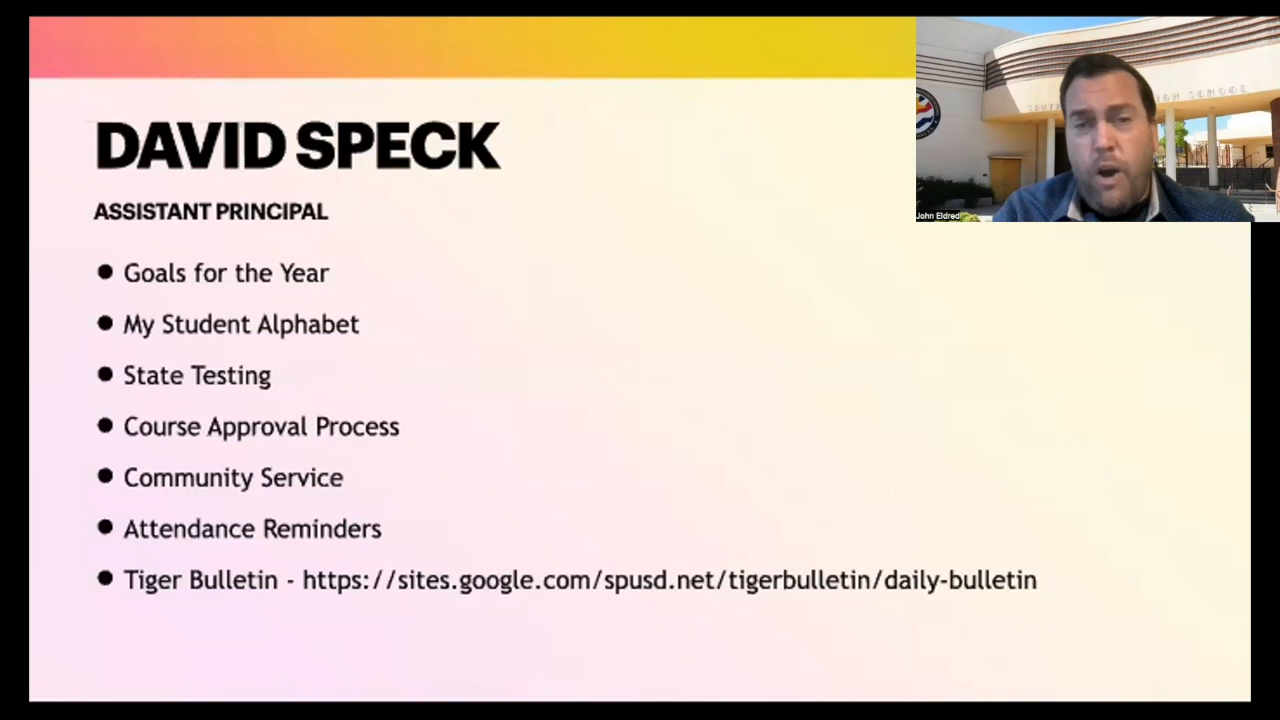 DAVID SPECK
ASSISTANT PRINCIPAL
● Goals for the Year
● My Student Alphabet
● State Testing
● Course Approval Process
● Community Service
● Attendance Reminders
● Tiger Bulletin - https://sites.google.com/spusd.net/tigerbulletin/daily-bulletin
John Eldred
SCHOOL